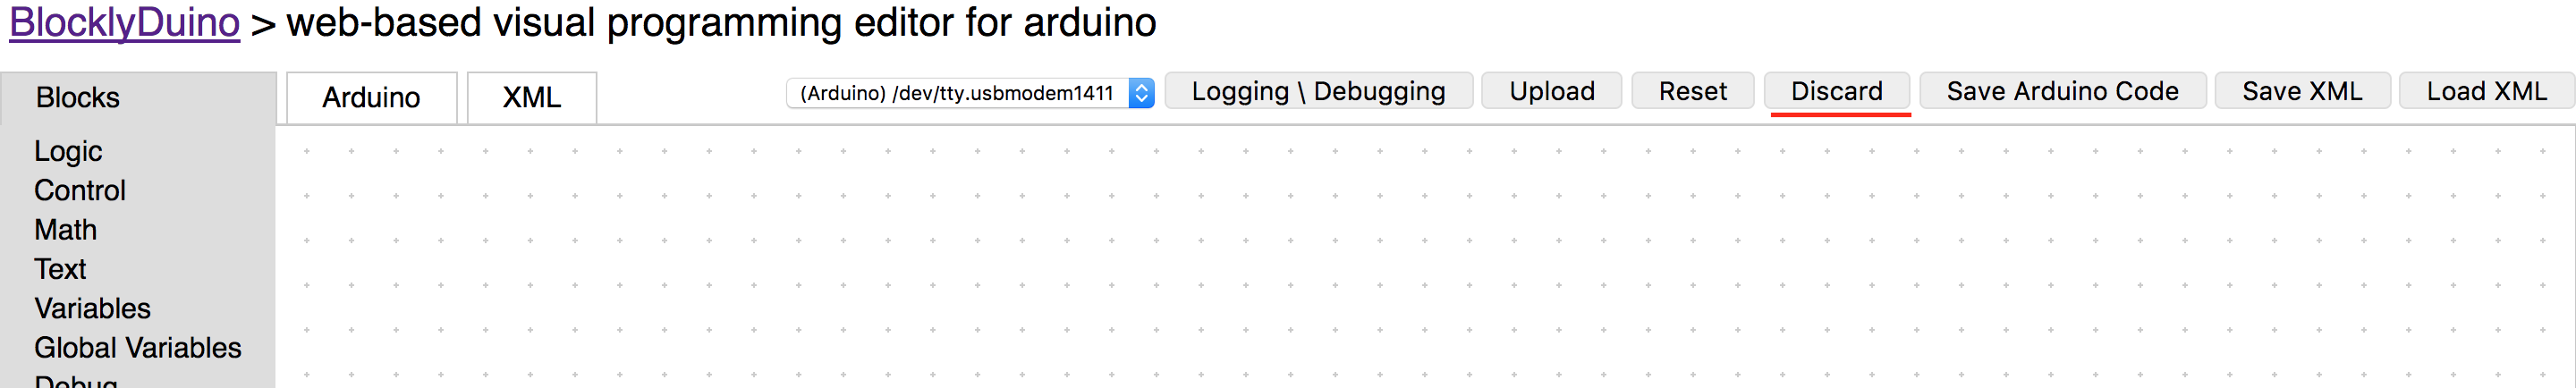 BlocklyDuino > web-based visual programming editor for arduino
Blocks Arduino XML (Arduino) /dev/tty.usbmodem1411 Logging \ Debugging Upload Reset Discard Save Arduino Code Save XML Load XML
Logic
Control
Math
Text
Variables
Global Variables
Debug